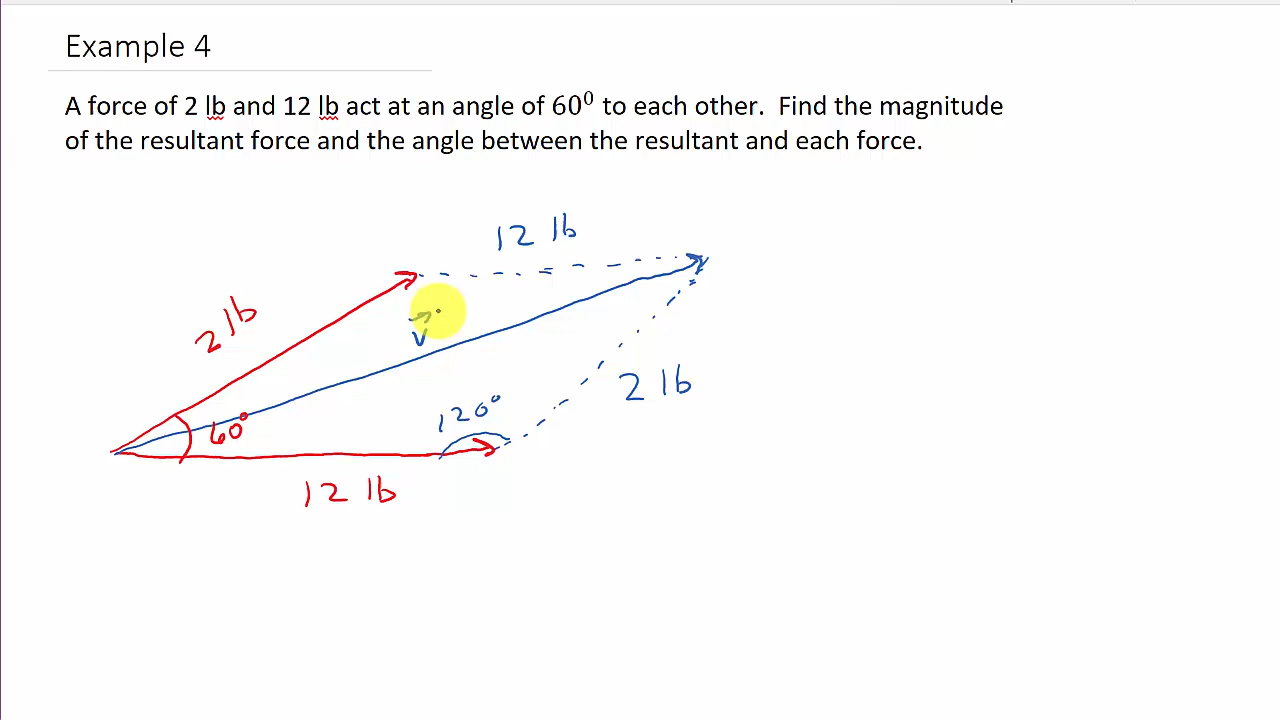 Example 4
A force of 2 lb and 12 lb act at an angle of 60⁰ to each other. Find the magnitude
of the resultant force and the angle between the resultant and each force.
12 lb
2 lb
v
2 lb
120°
60°
12 lb